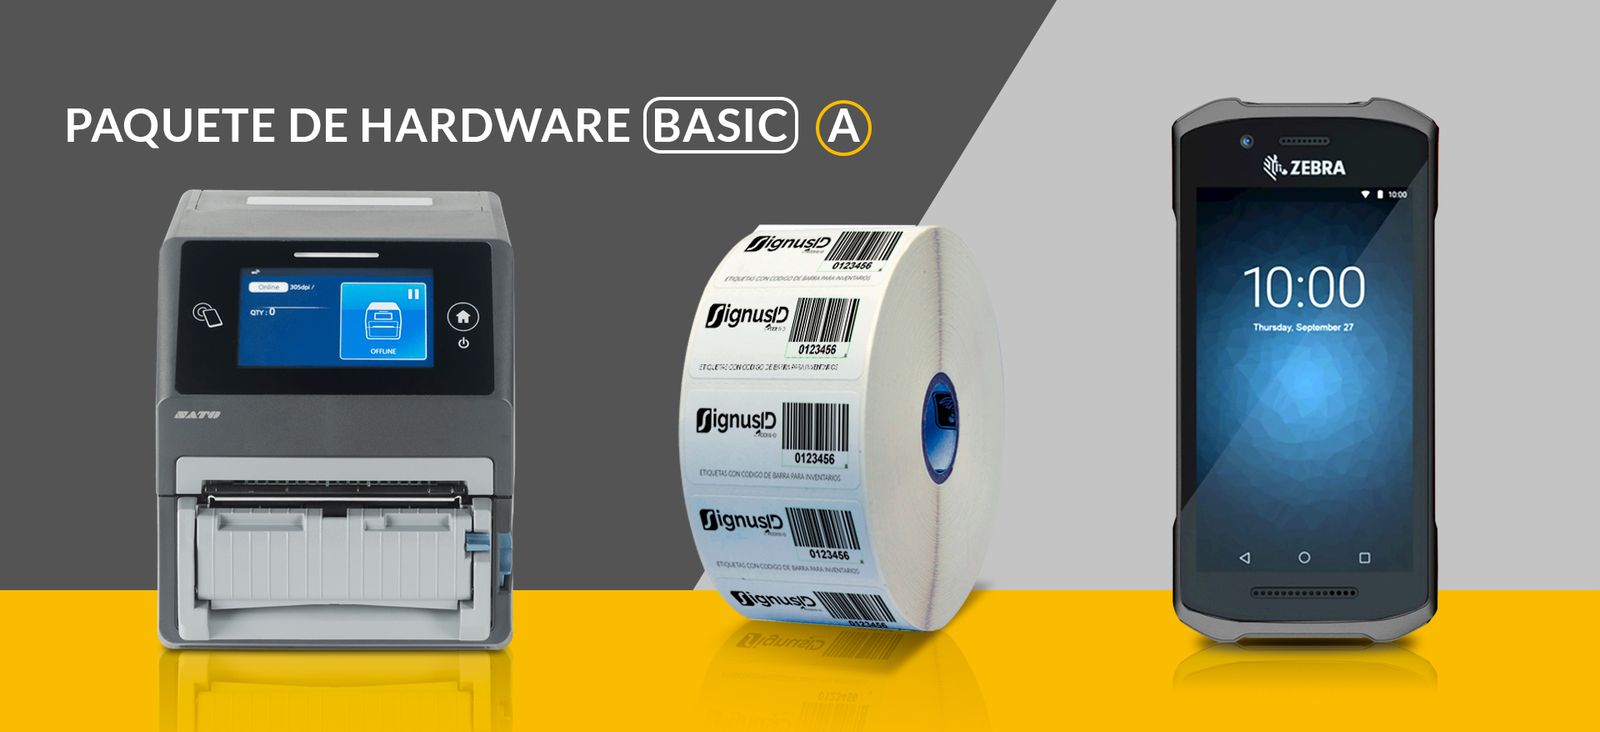 PAQUETE DE HARDWARE BASIC A
Online 305dpi /
QTY : 0
OFFLINE
SATO
SignusID
0123456
ETIQUETAS CON CODIGO DE BARRA PARA INVENTARIOS
SignusID
0123456
ETIQUETAS CON CODIGO DE BARRA PARA INVENTARIOS
SignusID
0123456
ETIQUETAS CON CODIGO DE BARRA PARA INVENTARIOS
SignusID
0123456
ETIQUETAS CON CODIGO DE BARRA PARA INVENTARIOS
SignusID
0123456
ZEBRA
10:00
10:00
Thursday, September 27